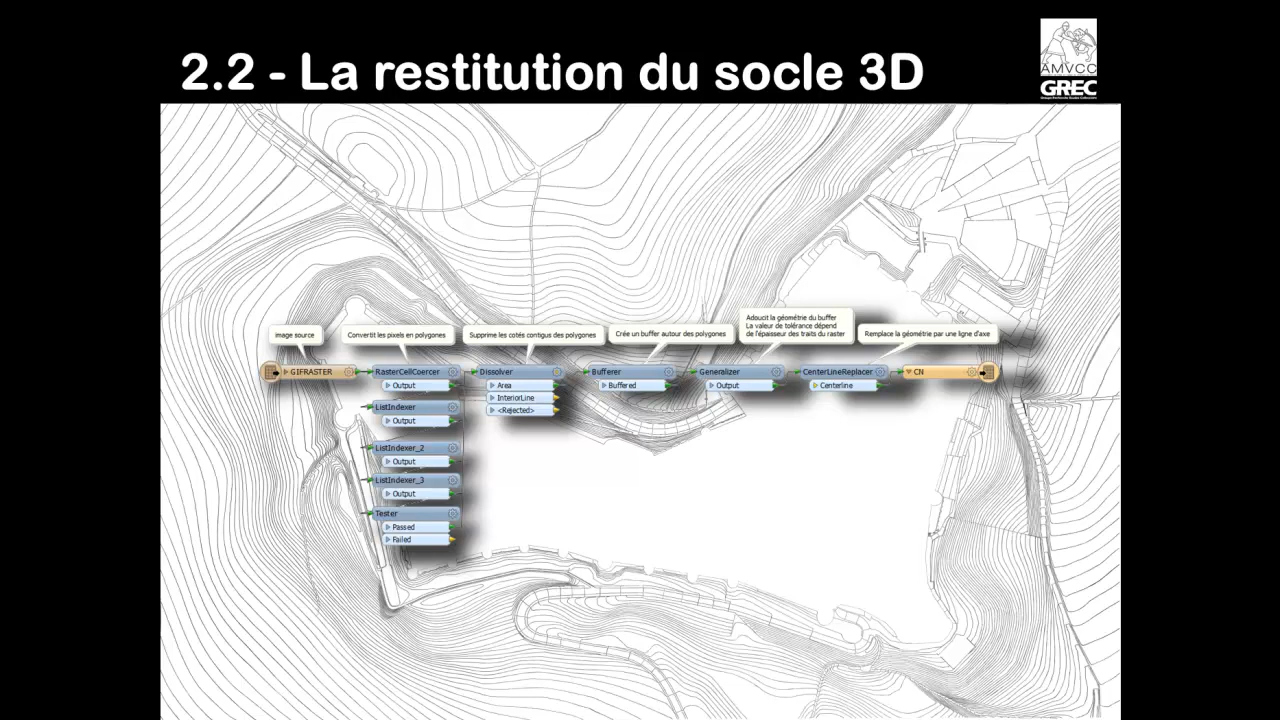 2.2 - La restitution du socle 3D
AMVCC
GREC
image source
Convertit les pixels en polygones
Supprime les cotés contigus des polygones
Crée un buffer autour des polygones
Adoucit la géométrie du buffer
La valeur de tolérance dépend
de l'épaisseur des traits du raster
Remplace la géométrie par une ligne d'axe
GIFRASTER
RasterCellCoercer
Output
Dissolver
Area
InteriorLine
<Rejected>
Bufferer
Buffered
Generalizer
Output
CenterLineReplacer
Centerline
CN
ListIndexer
Output
ListIndexer_2
Output
ListIndexer_3
Output
Tester
Passed
Failed